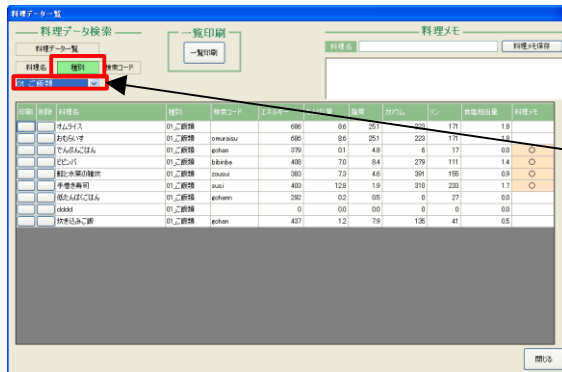 料理データ一覧
料理データ検索
一覧印刷
料理メモ
料理データ一覧
一覧印刷
料理名
料理メモ保存
料理名 種別 検索コード
01_ご飯類
印刷 削除 料理名 種別 検索コード エネルギー 脂質 カリウム リン 食塩相当量 料理メモ
オムライス 01_ご飯類 686 8.6 25.1 223 171 1.8
おむらいす 01_ご飯類 omuraisu 686 8.6 25.1 223 171 1.8
でんぷんごはん 01_ご飯類 gohan 379 0.1 4.8 6 17 0.0 ○
ビビンバ 01_ご飯類 bibinba 408 7.0 8.4 279 111 1.4 ○
鮭と水菜の雑炊 01_ご飯類 zousui 383 7.3 4.6 391 155 0.9 ○
手巻き寿司 01_ご飯類 susi 483 12.8 1.9 310 233 1.7 ○
低たんぱくごはん 01_ご飯類 gohann 292 0.2 0.5 0 27 0.0
dddd 01_ご飯類 0 0.0 0.0 0 0 0.0
炊き込みご飯 01_ご飯類 gohan 437 1.2 7.9 135 41 0.5
閉じる